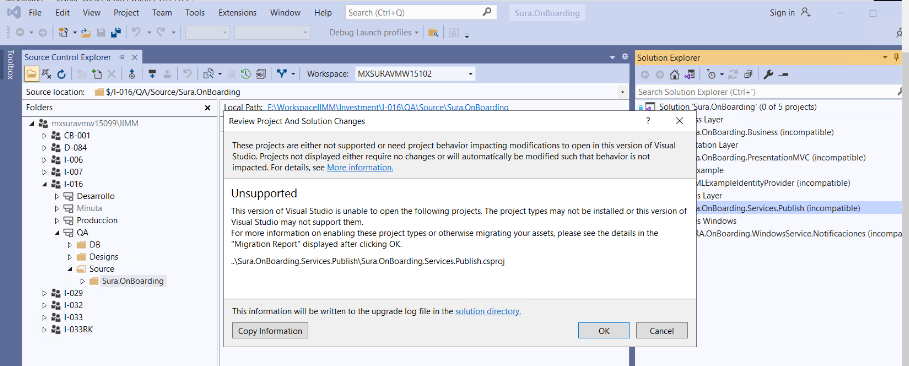 File Edit View Project Team Tools Extensions Window Help Search (Ctrl+Q) Sura.OnBoarding Sign in
Debug Launch profiles
Toolbox
Source Control Explorer
Workspace: MXSURAVMW15102
Source location: $/I-016/QA/Source/Sura.OnBoarding
Folders
mxsuravmw15099\IIMM
CB-001
D-084
I-006
I-007
I-016
Desarrollo
Minuta
Produccion
QA
DB
Designs
Source
Sura.OnBoarding
I-029
I-032
I-033
I-033RK
Local Path: F:\WorkspaceIIMM\Investment\I-016\QA\Source\Sura.OnBoarding
Review Project And Solution Changes
These projects are either not supported or need project behavior impacting modifications to open in this version of Visual
Studio. Projects not displayed either require no changes or will automatically be modified such that behavior is not
impacted. For details, see More information.
Unsupported
This version of Visual Studio is unable to open the following projects. The project types may not be installed or this version of
Visual Studio may not support them.
For more information on enabling these project types or otherwise migrating your assets, please see the details in the
"Migration Report" displayed after clicking OK.
..\Sura.OnBoarding.Services.Publish\Sura.OnBoarding.Services.Publish.csproj
This information will be written to the upgrade log file in the solution directory.
Copy Information OK Cancel
Solution Explorer
Search Solution Explorer (Ctrl+')
Solution 'Sura.OnBoarding' (0 of 5 projects)
ss Layer
a.OnBoarding.Business (incompatible)
ntation Layer
a.OnBoarding.PresentationMVC (incompatible)
xample
MLExampleIdentityProvider (incompatible)
es Layer
a.OnBoarding.Services.Publish (incompatible)
s Windows
RA.OnBoarding.WindowsService.Notificaciones (incompa